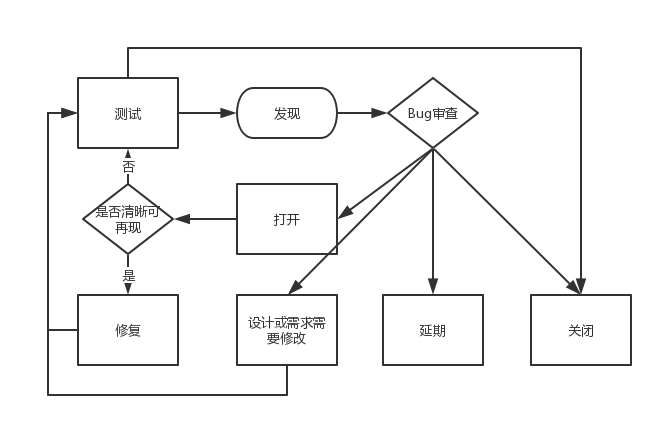 测试
发现
Bug审查
否
是否清晰可
再现
打开
是
修复
设计或需求需
要修改
延期
关闭